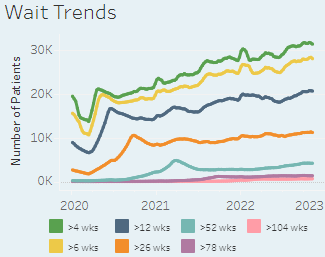 Wait Trends
Number of Patients
30K
20K
10K
0K
2020 2021 2022 2023
>4 wks >12 wks >52 wks >104 wks
>6 wks >26 wks >78 wks